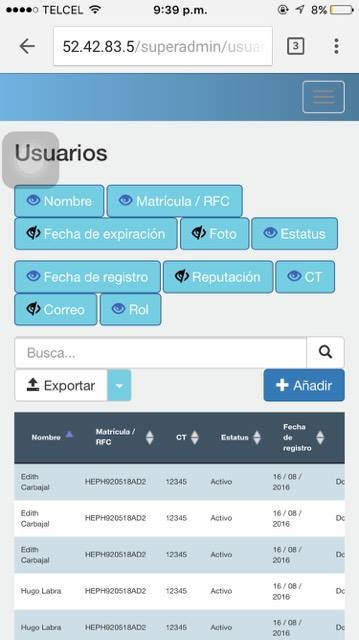 TELCEL 9:39 p.m. 8%
52.42.83.5/superadmin/usua
3
Usuarios
Nombre Matrícula / RFC
Fecha de expiración Foto Estatus
Fecha de registro Reputación CT
Correo Rol
Busca...
Exportar Añadir
Nombre Matrícula / RFC CT Estatus Fecha de registro
Edith Carbajal HEPH920518AD2 12345 Activo 16 / 08 / 2016 Do
Edith Carbajal HEPH920518AD2 12345 Activo 16 / 08 / 2016 Do
Edith Carbajal HEPH920518AD2 12345 Activo 16 / 08 / 2016 Do
Hugo Labra HEPH920518AD2 12345 Activo 16 / 08 / 2016 Do
Hugo Labra HEPH920518AD2 12345 Activo 16 / 08 / Do